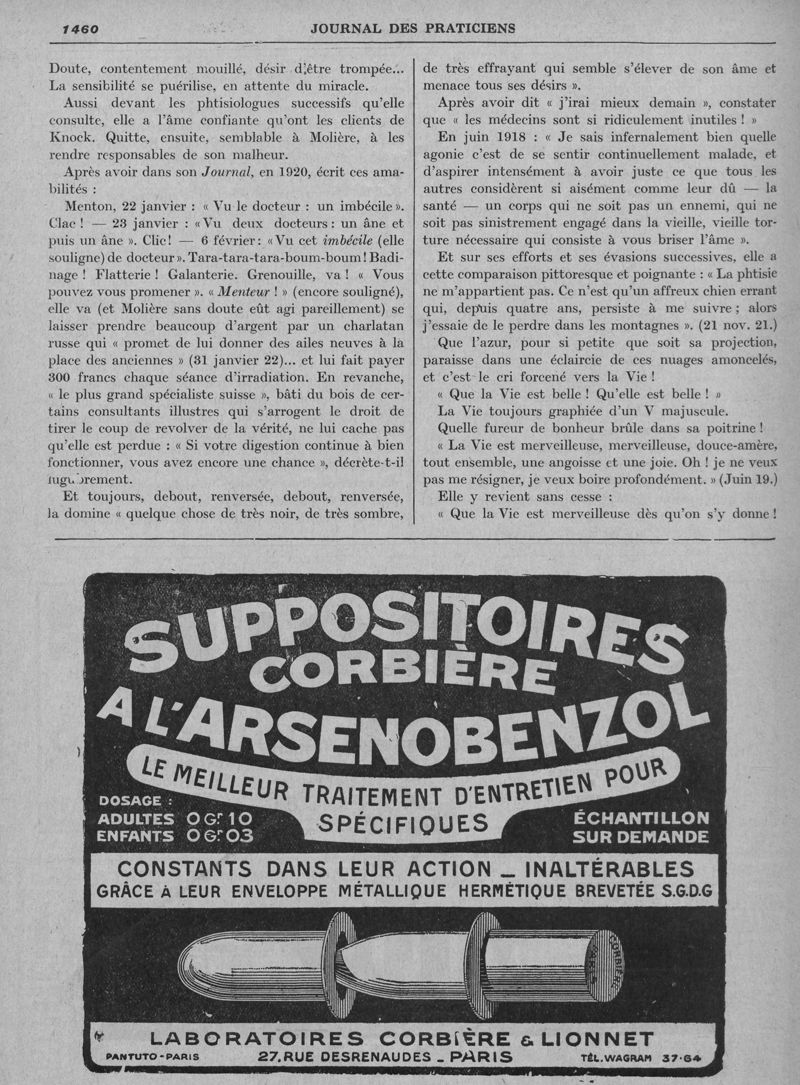 1460
JOURNAL DES PRATICIENS
Doute, contentement mouillé, désir d'être trompée...
La sensibilité se puérilise, en attente du miracle.
Aussi devant les phtisiologues successifs qu'elle
consulte, elle a l'âme confiante qu'ont les clients de
Knock. Quitte, ensuite, semblable à Molière, à les
rendre responsables de son malheur.
Après avoir dans son Journal, en 1920, écrit ces ama-
bilités :
Menton, 22 janvier : « Vu le docteur : un imbécile ».
Clac ! — 23 janvier : « Vu deux docteurs : un âne et
puis un âne ». Clic! — 6 février : « Vu cet imbécile (elle
souligne) de docteur ». Tara-tara-tara-boum-boum! Badi-
nage ! Flatterie ! Galanterie. Grenouille, va ! « Vous
pouvez vous promener ». « Menteur ! » (encore souligné),
elle va (et Molière sans doute eût agi pareillement) se
laisser prendre beaucoup d'argent par un charlatan
russe qui « promet de lui donner des ailes neuves à la
place des anciennes » (31 janvier 22)... et lui fait payer
300 francs chaque séance d'irradiation. En revanche,
« le plus grand spécialiste suisse », bâti du bois de cer-
tains consultants illustres qui s'arrogent le droit de
tirer le coup de revolver de la vérité, ne lui cache pas
qu'elle est perdue : « Si votre digestion continue à bien
fonctionner, vous avez encore une chance », décrète-t-il
lugubrement.
Et toujours, debout, renversée, debout, renversée,
la domine « quelque chose de très noir, de très sombre,
de très effrayant qui semble s'élever de son âme et
menace tous ses désirs ».
Après avoir dit « j'irai mieux demain », constater
que « les médecins sont si ridiculement inutiles ! »
En juin 1918 : « Je sais infernalement bien quelle
agonie c'est de se sentir continuellement malade, et
d'aspirer intensément à avoir juste ce que tous les
autres considèrent si aisément comme leur dû — la
santé — un corps qui ne soit pas un ennemi, qui ne
soit pas sinistrement engagé dans la vieille, vieille tor-
ture nécessaire qui consiste à vous briser l'âme ».
Et sur ses efforts et ses évasions successives, elle a
cette comparaison pittoresque et poignante : « La phtisie
ne m'appartient pas. Ce n'est qu'un affreux chien errant
qui, depuis quatre ans, persiste à me suivre ; alors
j'essaie de le perdre dans les montagnes ». (21 nov. 21.)
Que l'azur, pour si petite que soit sa projection,
paraisse dans une éclaircie de ces nuages amoncelés,
et c'est le cri forcené vers la Vie !
« Que la Vie est belle ! Qu'elle est belle ! »
La Vie toujours graphiée d'un V majuscule.
Quelle fureur de bonheur brûle dans sa poitrine !
« La Vie est merveilleuse, merveilleuse, douce-amère,
tout ensemble, une angoisse et une joie. Oh ! je ne veux
pas me résigner, je veux boire profondément. » (Juin 19.)
Elle y revient sans cesse :
« Que la Vie est merveilleuse dès qu'on s'y donne !
SUPPOSITOIRES
CORBIÈRE
A L'ARSENOBENZOL
LE MEILLEUR TRAITEMENT D'ENTRETIEN POUR
SPÉCIFIQUES
DOSAGE :
ADULTES 0 Gr 10
ENFANTS 0 Gr 03
ÉCHANTILLON
SUR DEMANDE
CONSTANTS DANS LEUR ACTION _ INALTÉRABLES
GRÂCE A LEUR ENVELOPPE MÉTALLIQUE HERMÉTIQUE BREVETÉE S.G.D.G
CORBIÈRE
PARIS
LABORATOIRES CORBIÈRE & LIONNET
PANTUTO - PARIS
27, RUE DESRENAUDES _ PARIS
TÉL. WAGRAM 37-64